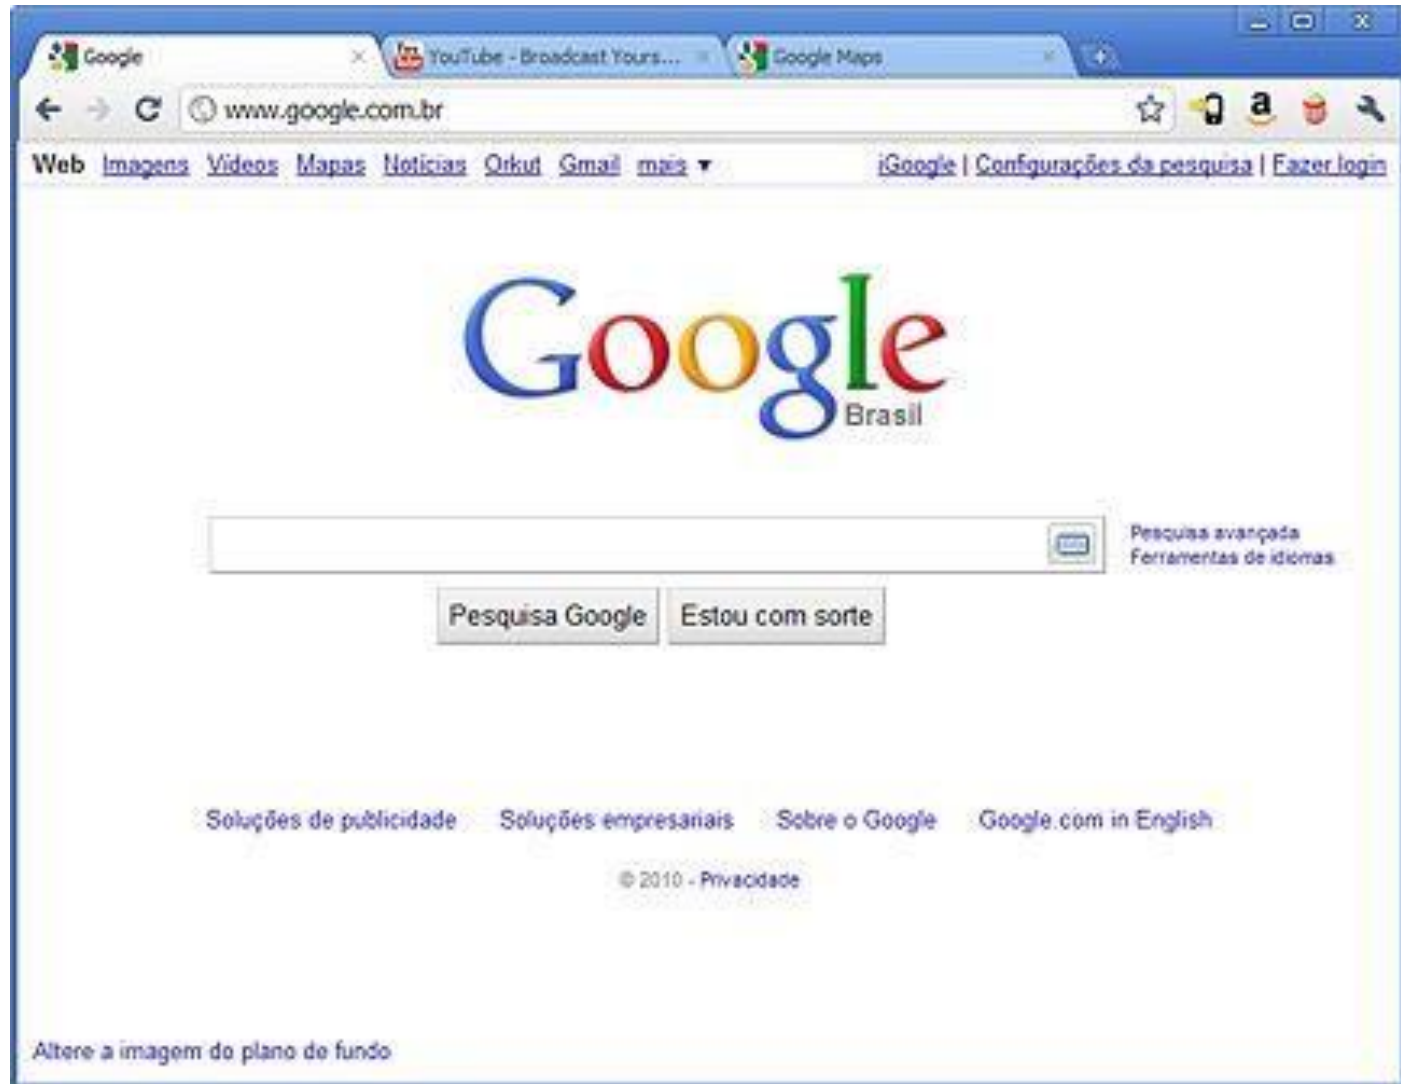 Google YouTube - Broadcast Yours... Google Maps
www.google.com.br
Web Imagens Vídeos Mapas Notícias Orkut Gmail mais ▼ iGoogle | Configurações da pesquisa | Fazer login
Google
Brasil
Pesquisa avançada
Ferramentas de idiomas
Pesquisa Google Estou com sorte
Soluções de publicidade Soluções empresariais Sobre o Google Google.com in English
© 2010 - Privacidade
Altere a imagem do plano de fundo